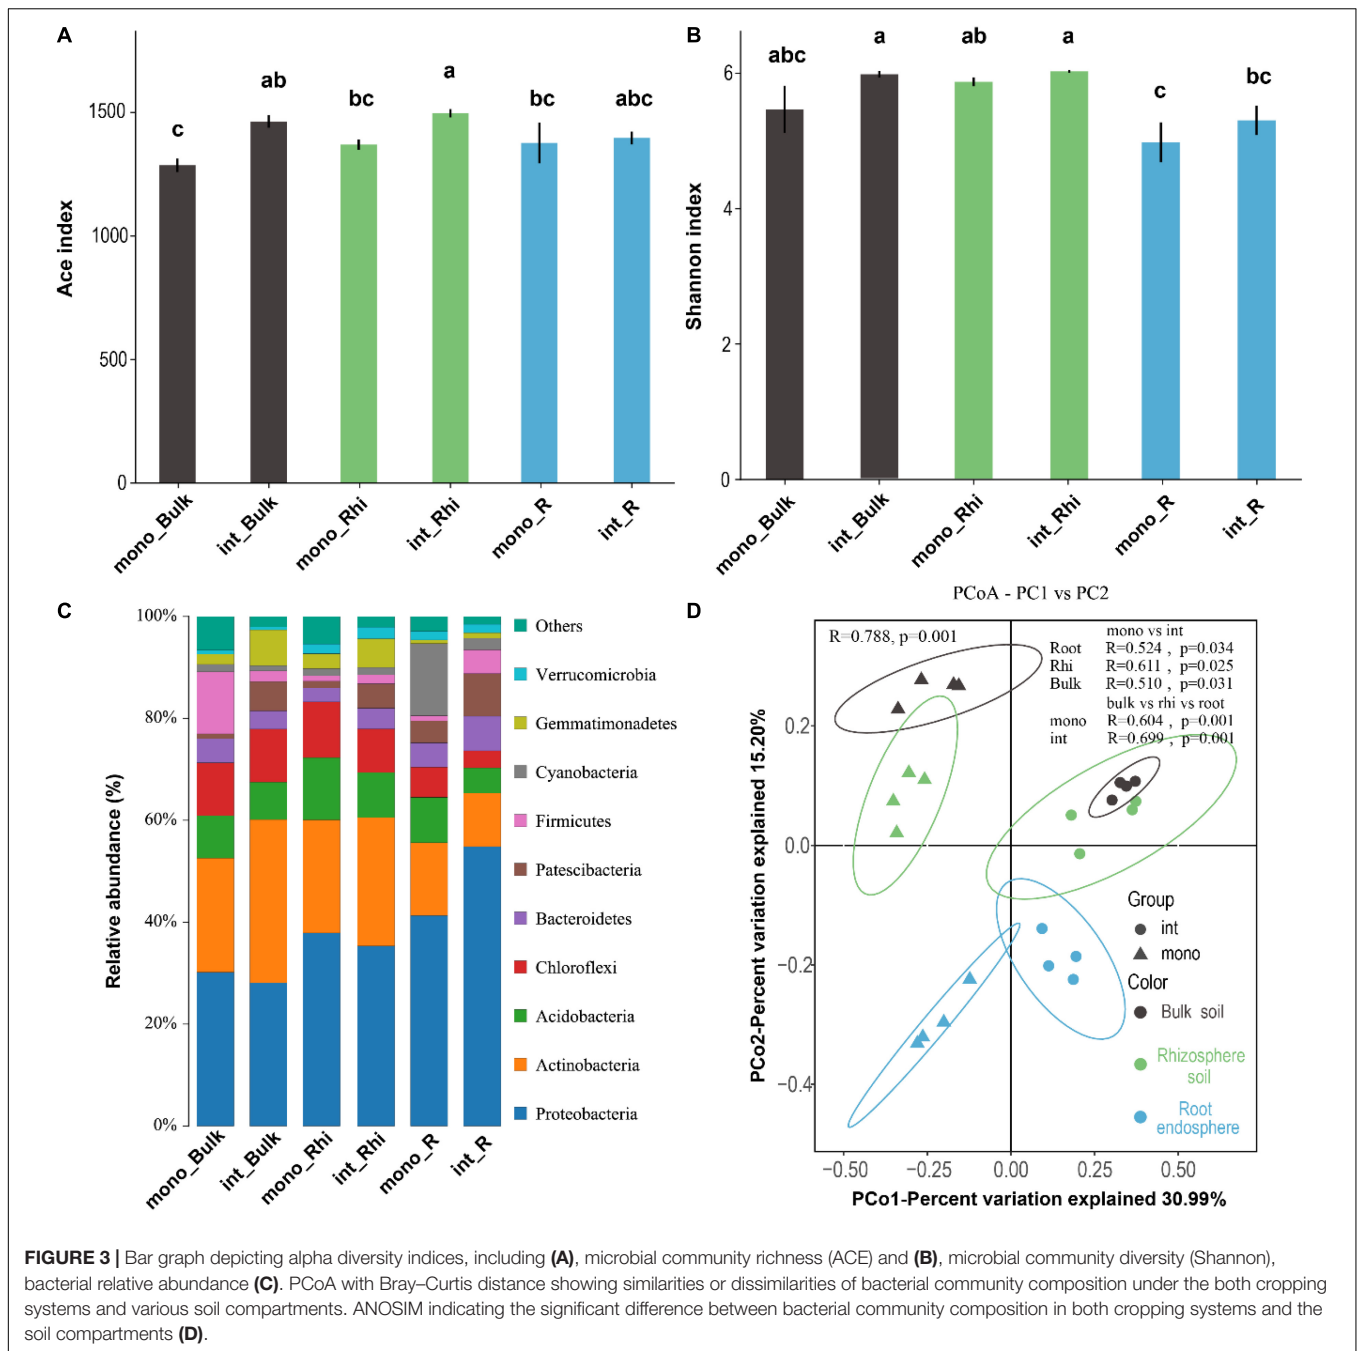 A
c
ab
bc
a
bc
abc
Ace index
1500
1000
500
0
mono_Bulk
int_Bulk
mono_Rhi
int_Rhi
mono_R
int_R
B
abc
a
ab
a
c
bc
Shannon index
6
4
2
0
mono_Bulk
int_Bulk
mono_Rhi
int_Rhi
mono_R
int_R
C
Relative abundance (%)
100%
80%
60%
40%
20%
0%
mono_Bulk
int_Bulk
mono_Rhi
int_Rhi
mono_R
int_R
Others
Verrucomicrobia
Gemmatimonadetes
Cyanobacteria
Firmicutes
Patescibacteria
Bacteroidetes
Chloroflexi
Acidobacteria
Actinobacteria
Proteobacteria
D
PCoA - PC1 vs PC2
R=0.788, p=0.001
mono vs int
Root R=0.524 , p=0.034
Rhi R=0.611 , p=0.025
Bulk R=0.510 , p=0.031
bulk vs rhi vs root
mono R=0.604 , p=0.001
int R=0.699 , p=0.001
PCo2-Percent variation explained 15.20%
0.2
0.0
−0.2
−0.4
Group
int
mono
Color
Bulk soil
Rhizosphere
soil
Root
endosphere
−0.50
−0.25
0.00
0.25
0.50
PCo1-Percent variation explained 30.99%
FIGURE 3 | Bar graph depicting alpha diversity indices, including (A), microbial community richness (ACE) and (B), microbial community diversity (Shannon),
bacterial relative abundance (C). PCoA with Bray–Curtis distance showing similarities or dissimilarities of bacterial community composition under the both cropping
systems and various soil compartments. ANOSIM indicating the significant difference between bacterial community composition in both cropping systems and the
soil compartments (D).